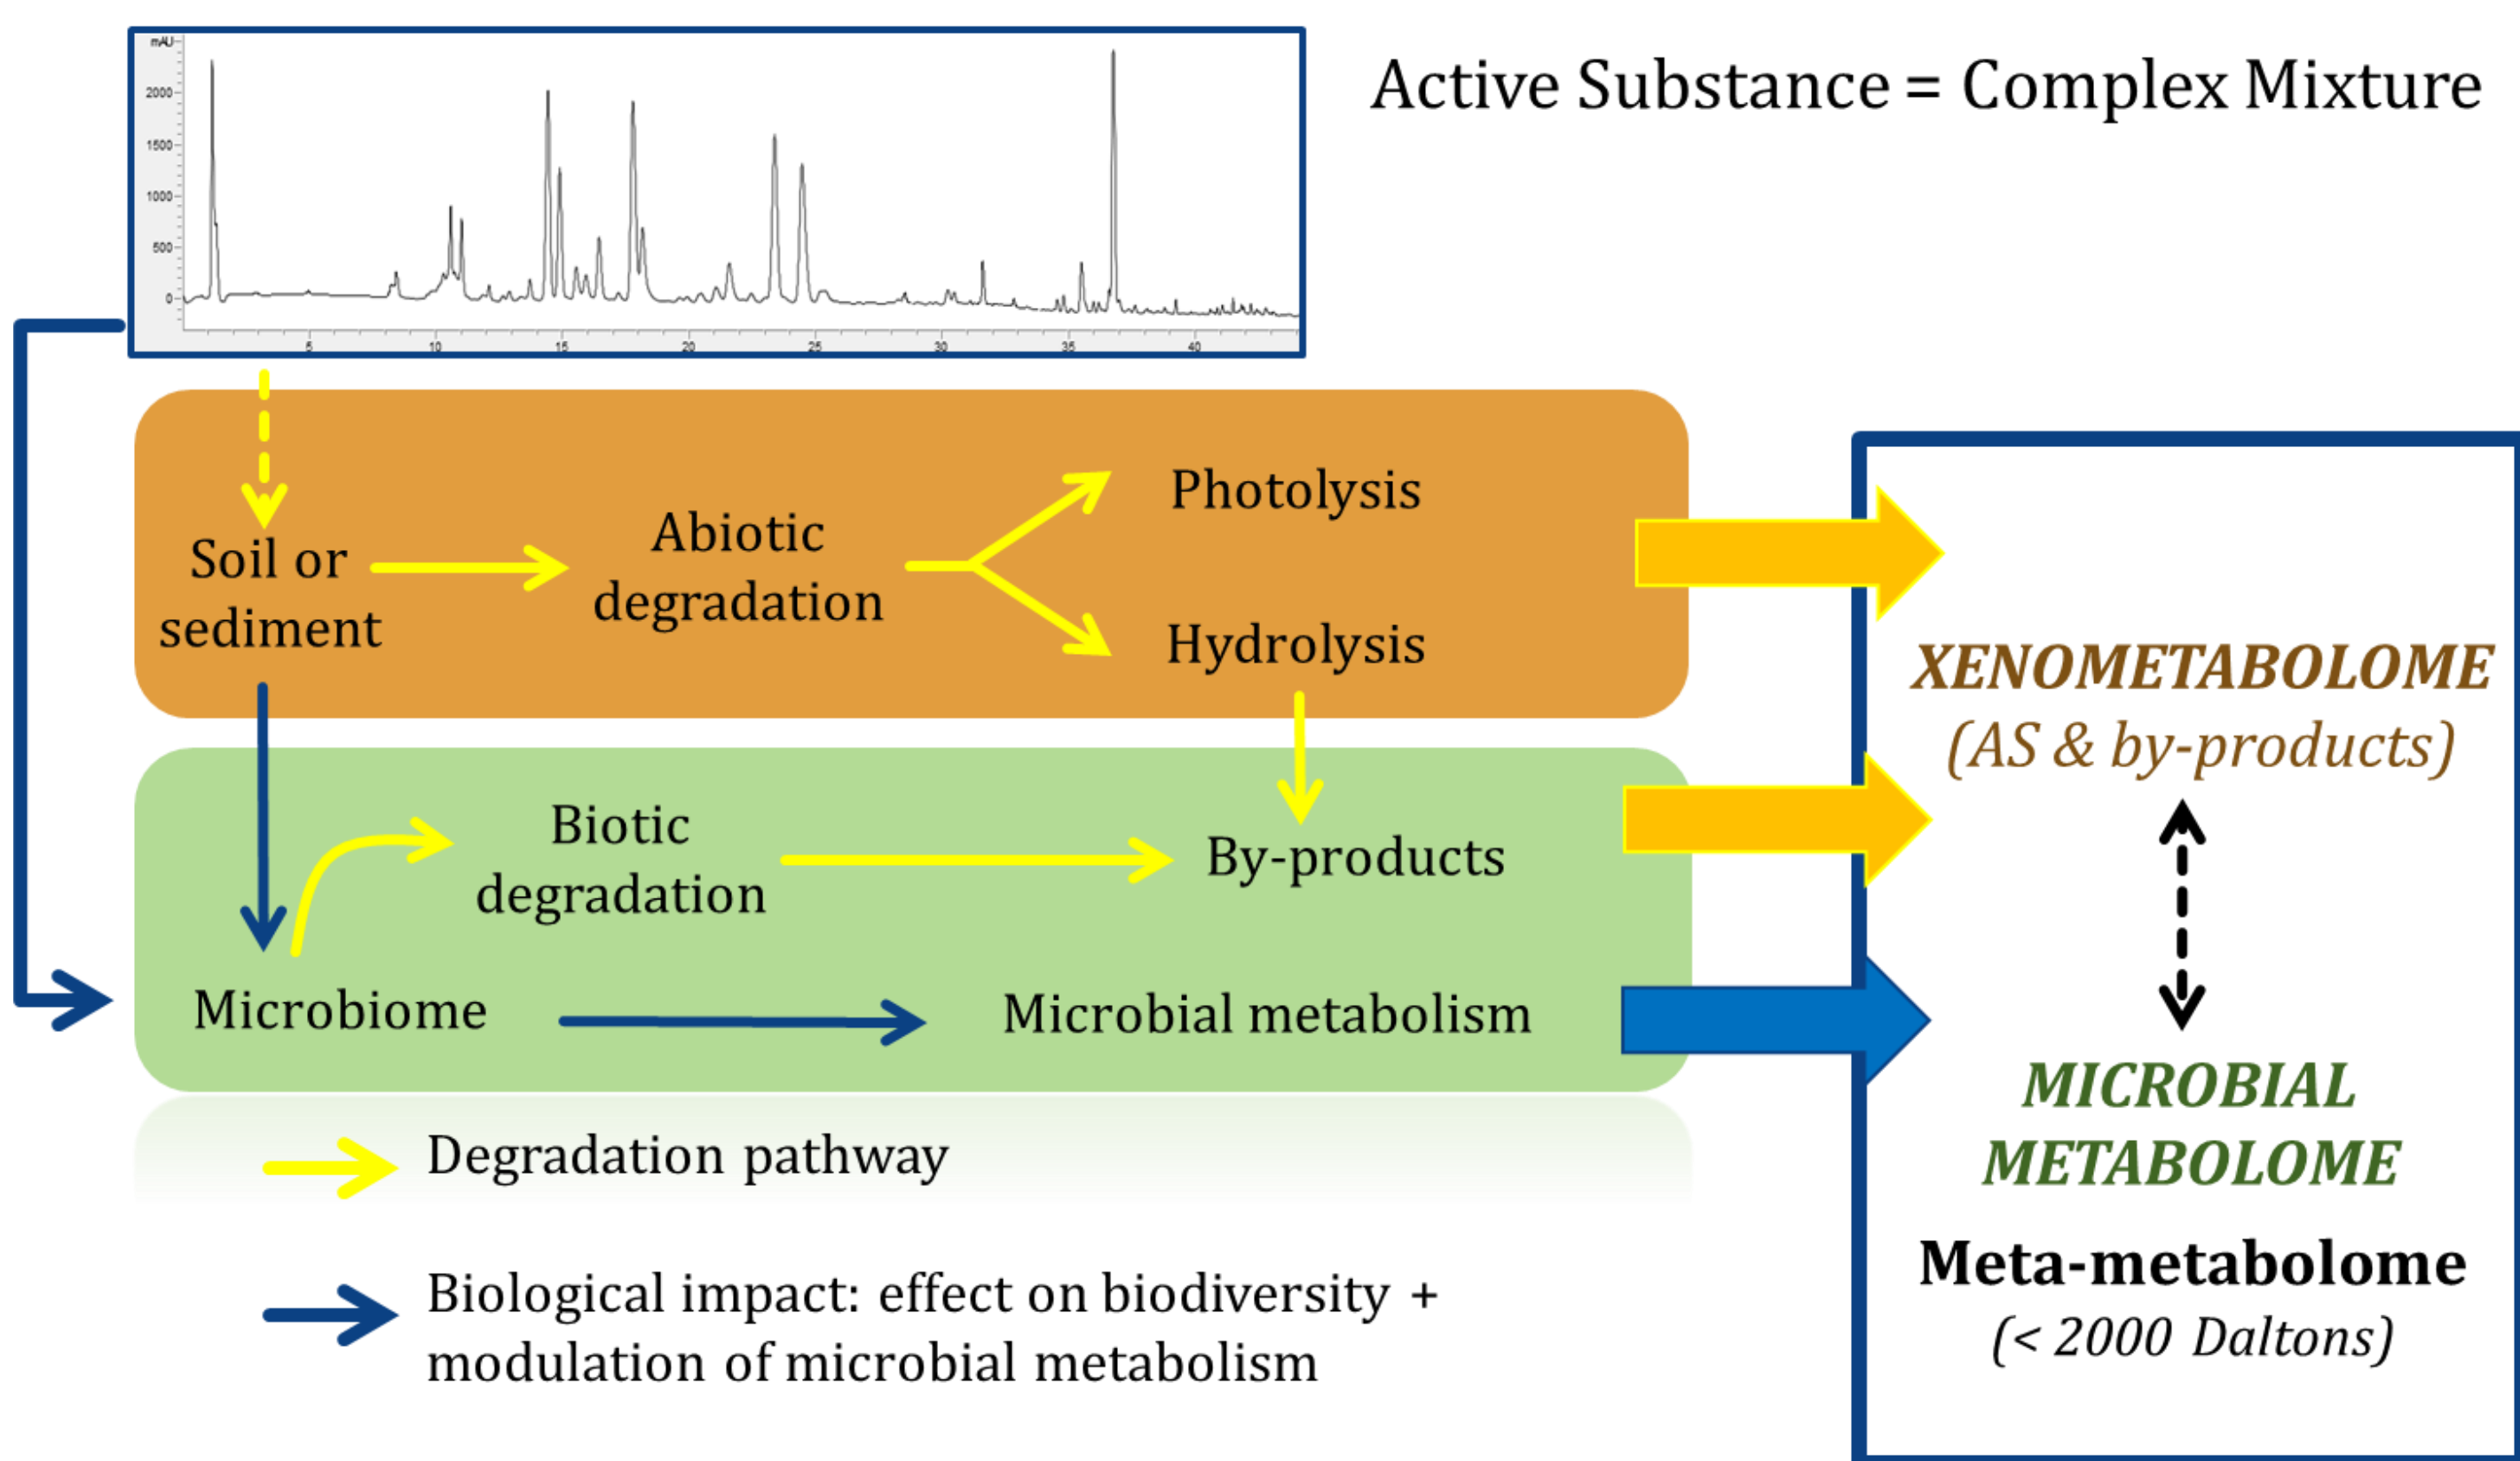 mAU
2000
1500
1000
500
0
5
10
15
20
25
30
35
40
Active Substance = Complex Mixture
Soil or
sediment
Abiotic
degradation
Photolysis
Hydrolysis
Biotic
degradation
By-products
Microbiome
Microbial metabolism
Degradation pathway
Biological impact: effect on biodiversity +
modulation of microbial metabolism
XENOMETABOLOME
(AS & by-products)
MICROBIAL
METABOLOME
Meta-metabolome
(< 2000 Daltons)